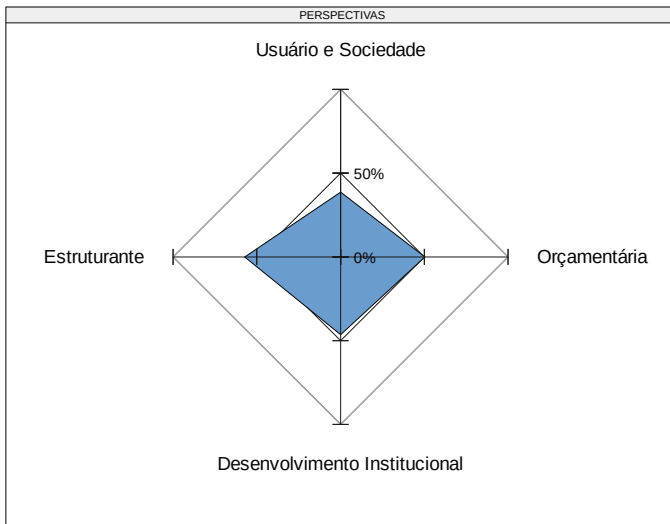 PERSPECTIVAS
Usuário e Sociedade
50%
Estruturante
0%
Orçamentária
Desenvolvimento Institucional